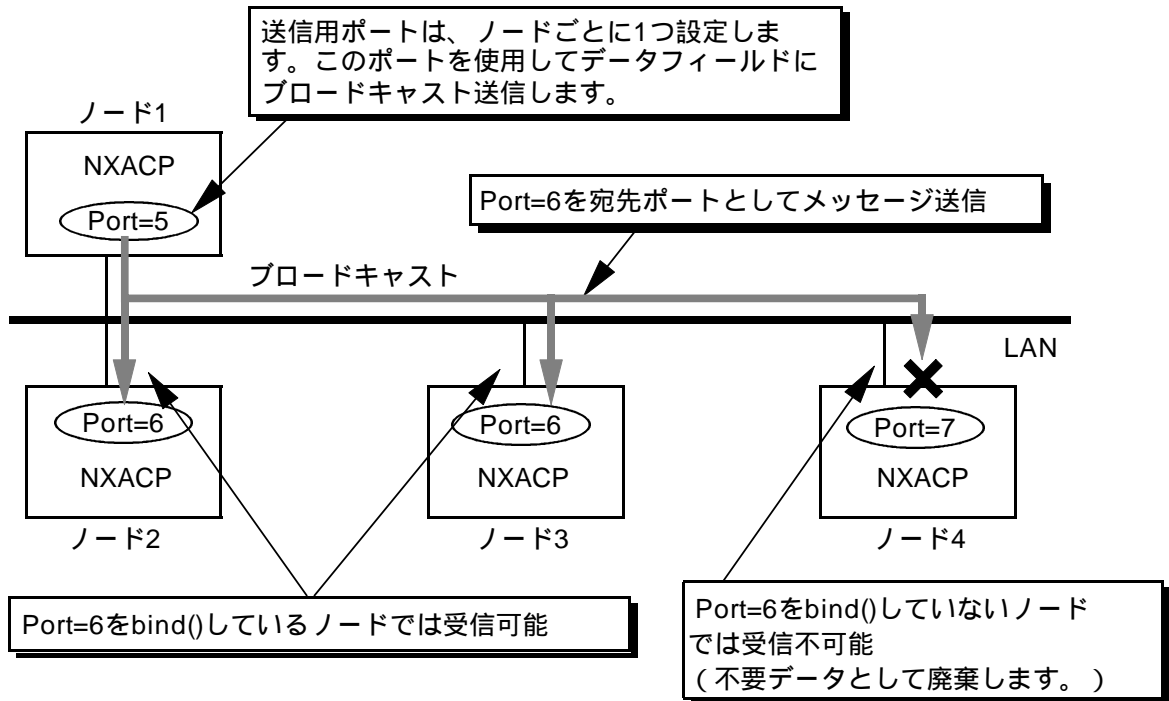 送信用ポートは、ノードごとに1つ設定しま
す。このポートを使用してデータフィールドに
ブロードキャスト送信します。
ノード1
NXACP
Port=5
Port=6を宛先ポートとしてメッセージ送信
ブロードキャスト
LAN
Port=6
NXACP
ノード2
Port=6
NXACP
ノード3
Port=7
NXACP
ノード4
Port=6をbind()しているノードでは受信可能
Port=6をbind()していないノード
では受信不可能
(不要データとして廃棄します。)